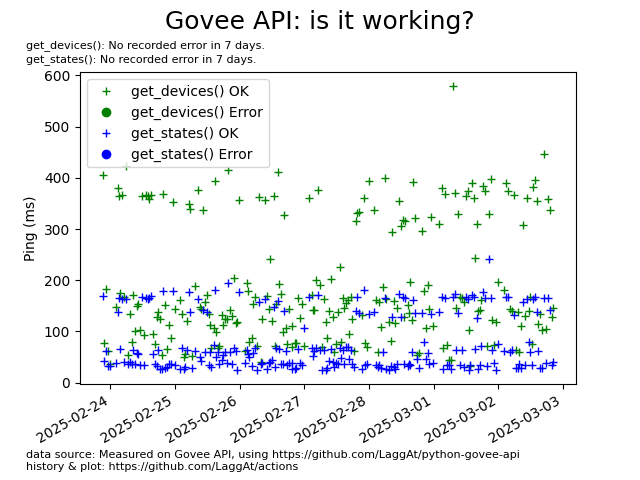 Govee API: is it working?
get_devices(): No recorded error in 7 days.
get_states(): No recorded error in 7 days.
600
500
400
300
200
100
0
Ping (ms)
get_devices() OK
get_devices() Error
get_states() OK
get_states() Error
2025-02-24
2025-02-25
2025-02-26
2025-02-27
2025-02-28
2025-03-01
2025-03-02
2025-03-03
data source: Measured on Govee API, using https://github.com/LaggAt/python-govee-api
history & plot: https://github.com/LaggAt/actions